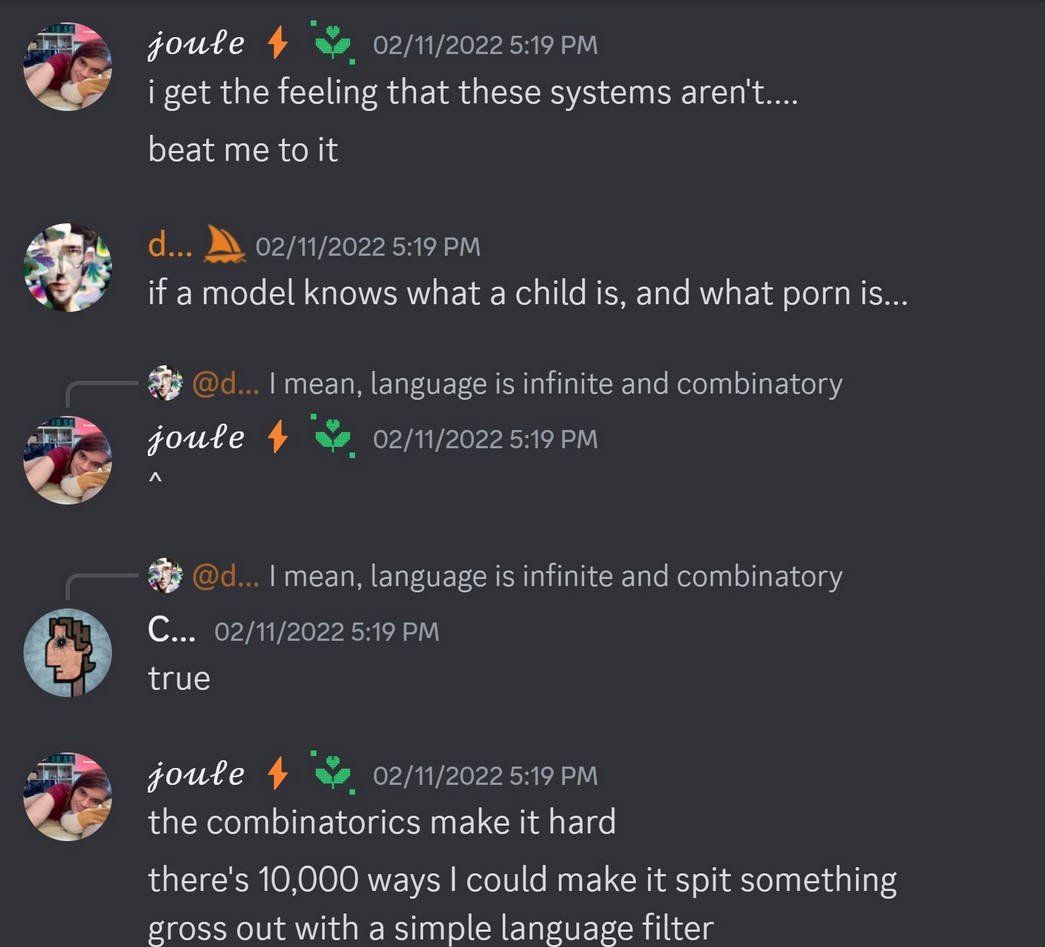 joule 02/11/2022 5:19 PM
i get the feeling that these systems aren't....
beat me to it
d... 02/11/2022 5:19 PM
if a model knows what a child is, and what porn is...
@d... I mean, language is infinite and combinatory
joule 02/11/2022 5:19 PM
^
@d... I mean, language is infinite and combinatory
C... 02/11/2022 5:19 PM
true
joule 02/11/2022 5:19 PM
the combinatorics make it hard
there's 10,000 ways I could make it spit something
gross out with a simple language filter